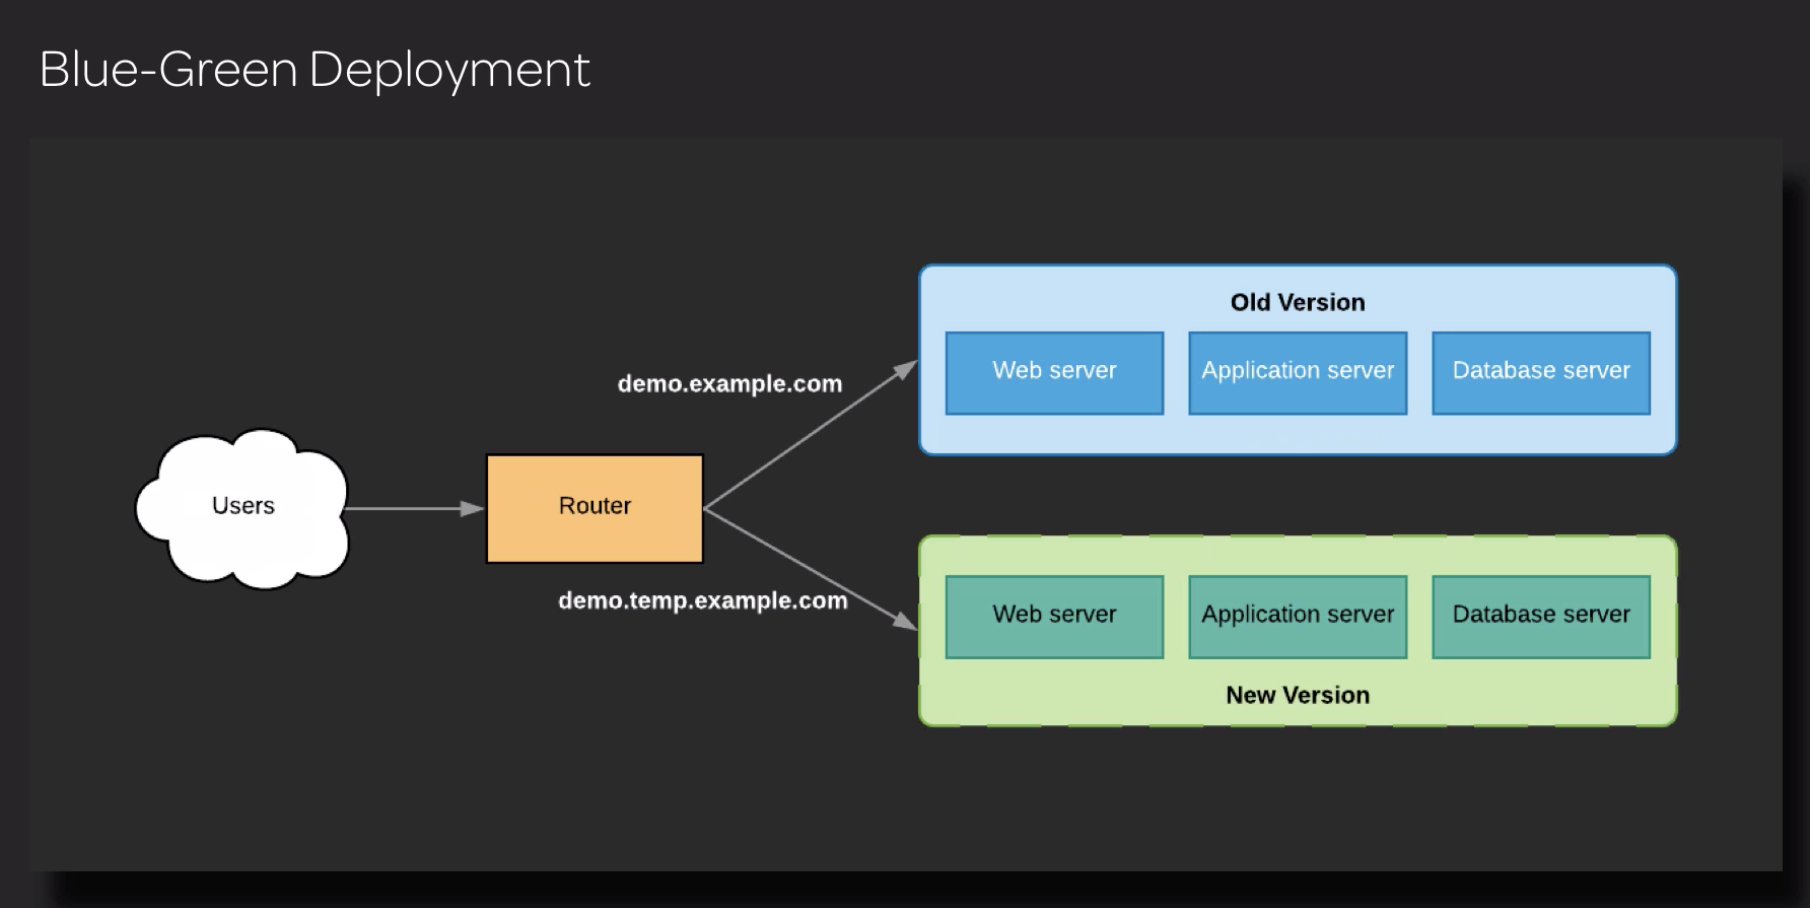 Blue-Green Deployment
Old Version
Web server
Application server
Database server
demo.example.com
Users
Router
demo.temp.example.com
Web server
Application server
Database server
New Version